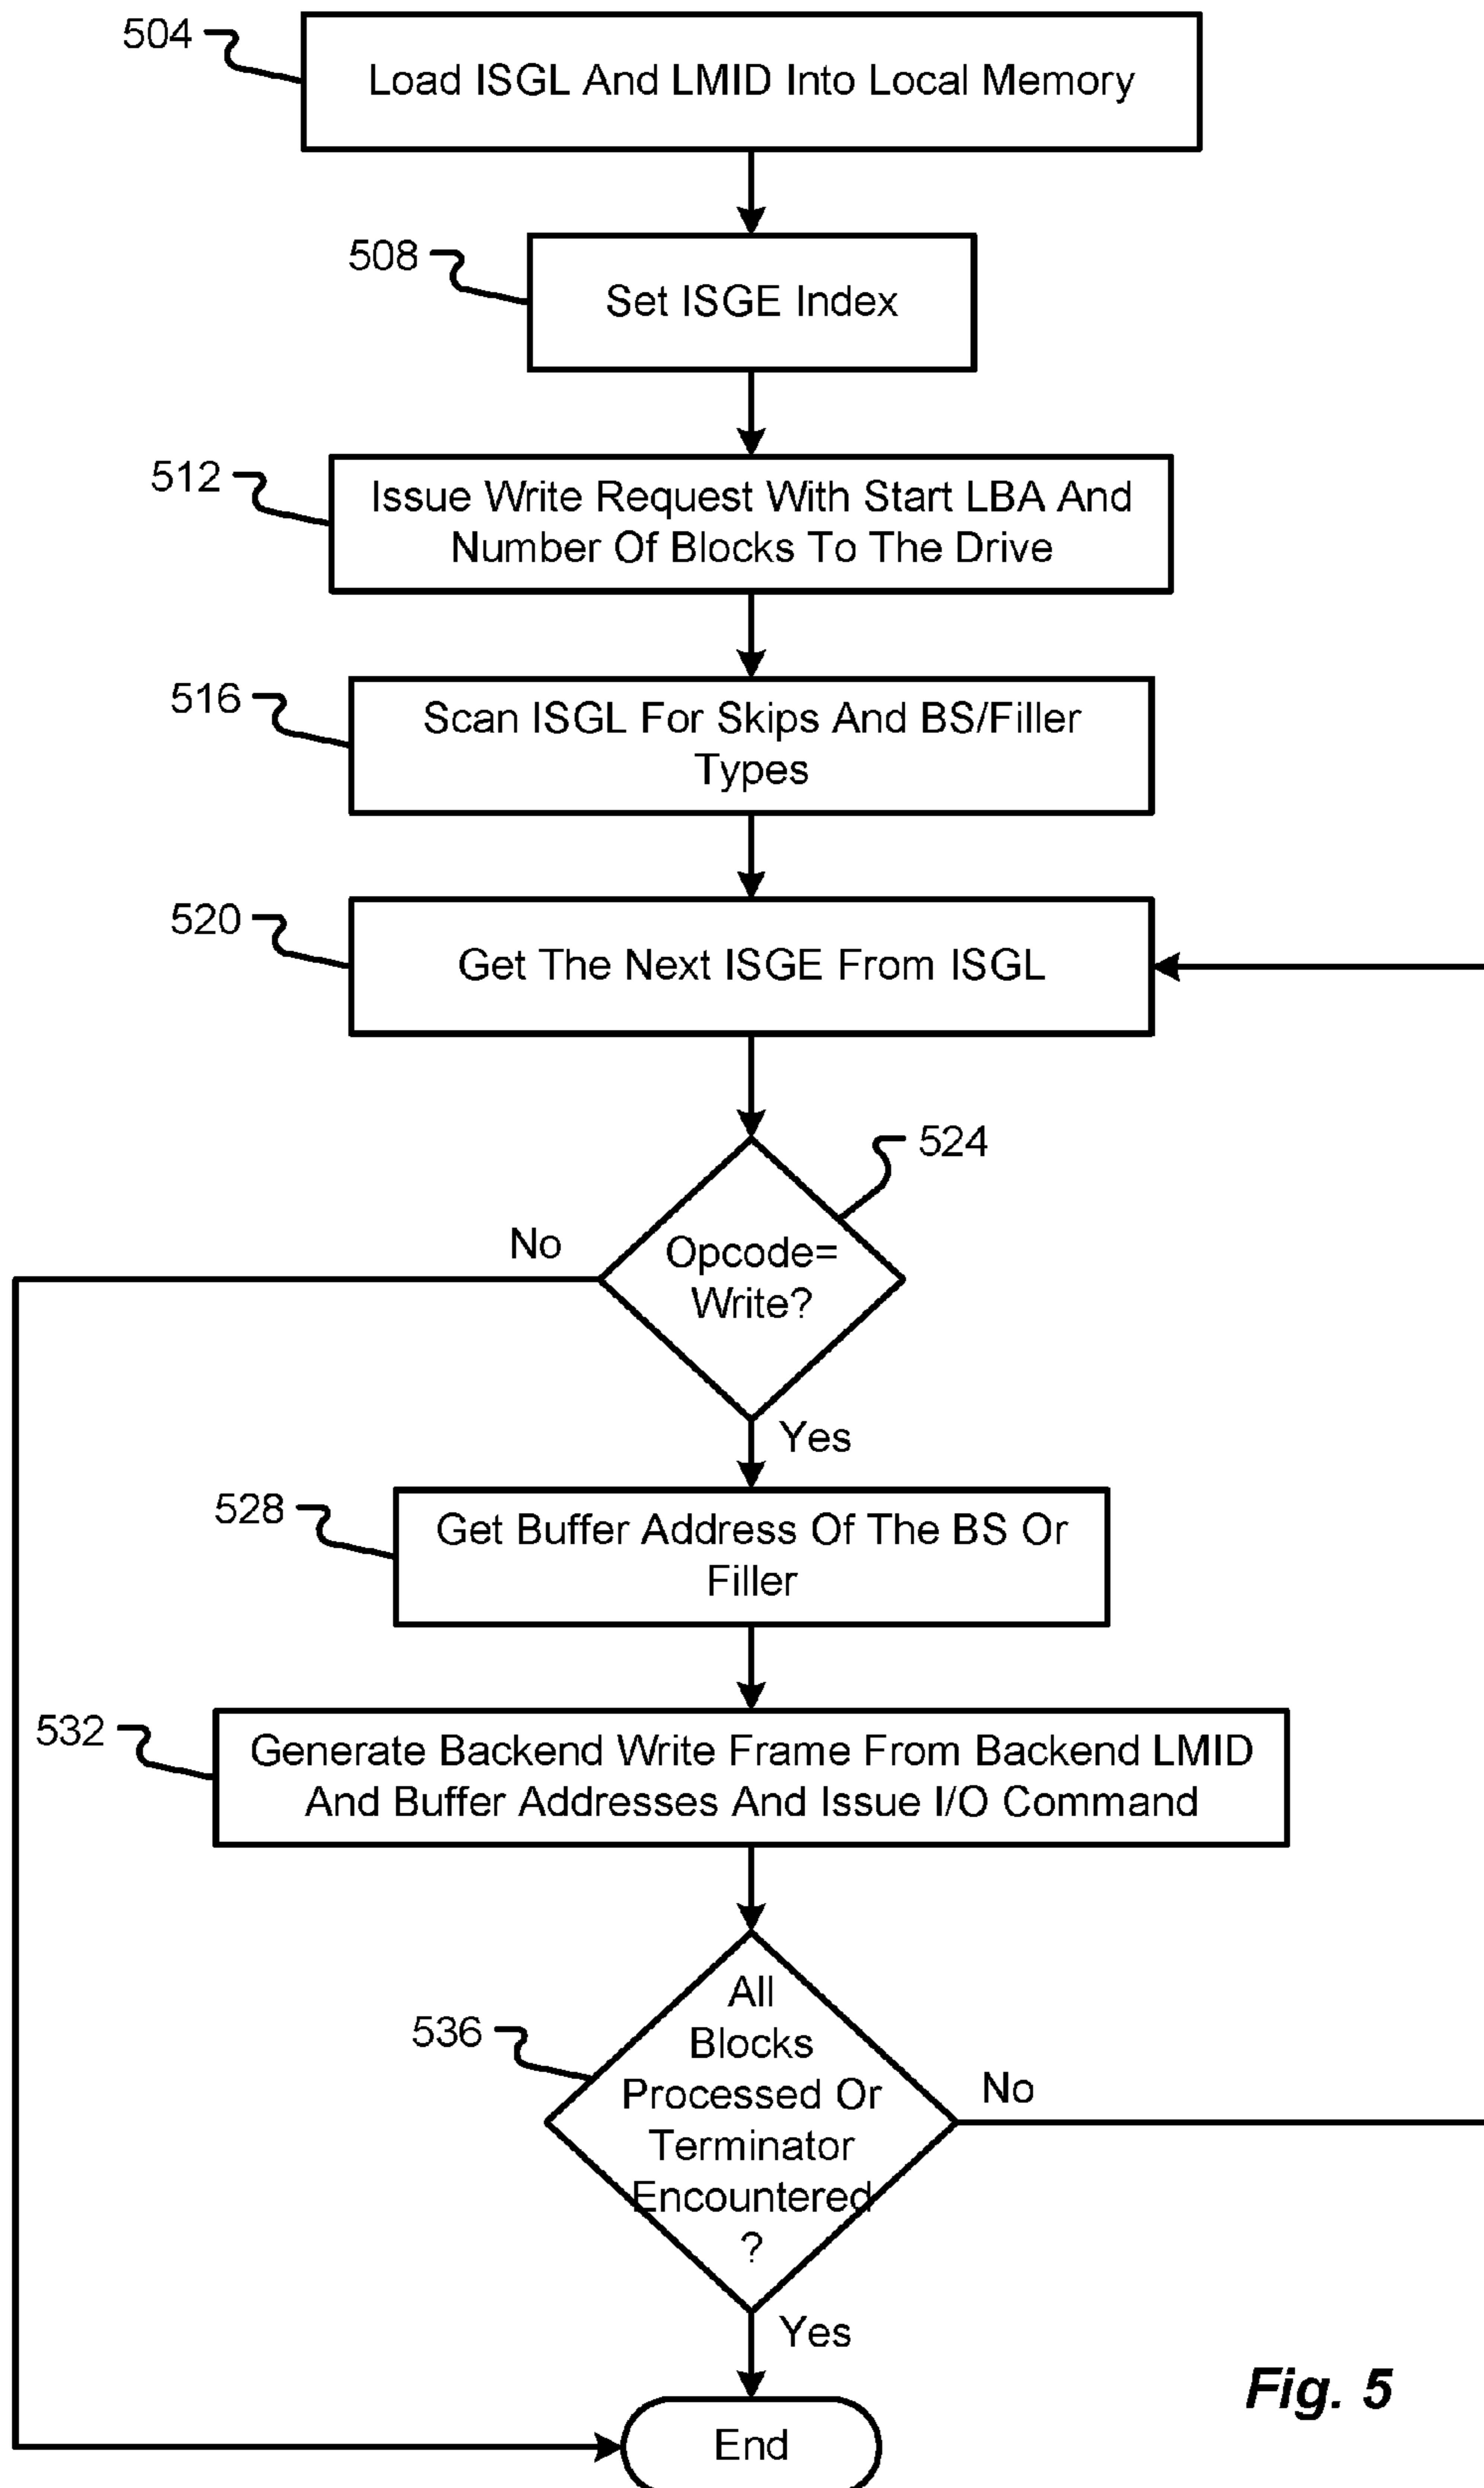 504
Load ISGL And LMID Into Local Memory
508
Set ISGE Index
512
Issue Write Request With Start LBA And
Number Of Blocks To The Drive
516
Scan ISGL For Skips And BS/Filler
Types
520
Get The Next ISGE From ISGL
524
No
Opcode=
Write?
Yes
528
Get Buffer Address Of The BS Or
Filler
532
Generate Backend Write Frame From Backend LMID
And Buffer Addresses And Issue I/O Command
536
All
Blocks
Processed Or
Terminator
Encountered
?
No
Yes
End
Fig. 5